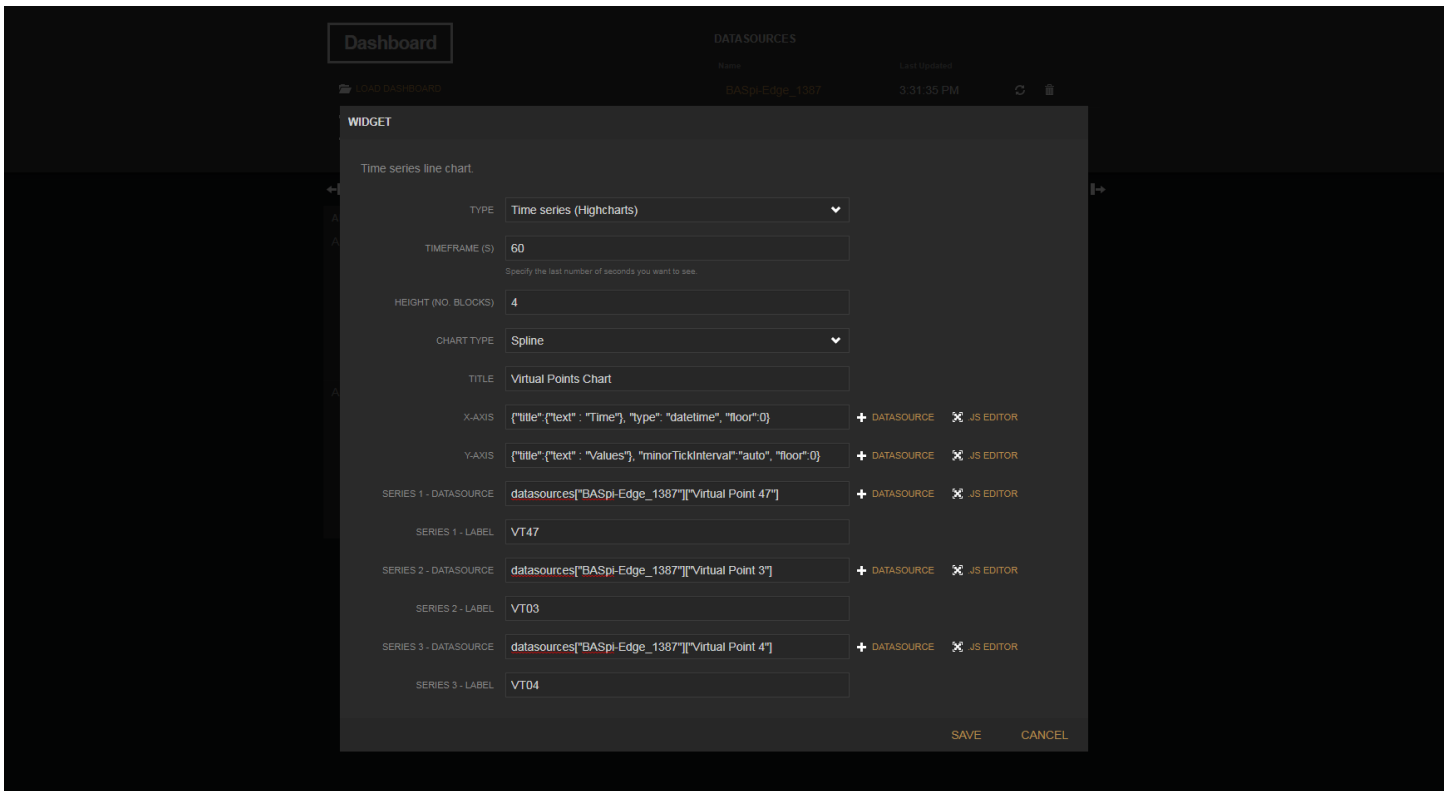 Dashboard
DATASOURCES
Name Last Updated
LOAD DASHBOARD
BASpi-Edge_1387 3:31:35 PM
WIDGET
Time series line chart.
TYPE Time series (Highcharts)
TIMEFRAME (S) 60
Specify the last number of seconds you want to see.
HEIGHT (NO. BLOCKS) 4
CHART TYPE Spline
TITLE Virtual Points Chart
X-AXIS {"title":{"text" : "Time"}, "type": "datetime", "floor":0} DATASOURCE .JS EDITOR
Y-AXIS {"title":{"text" : "Values"}, "minorTickInterval":"auto", "floor":0} DATASOURCE .JS EDITOR
SERIES 1 - DATASOURCE datasources["BASpi-Edge_1387"]["Virtual Point 47"] DATASOURCE .JS EDITOR
SERIES 1 - LABEL VT47
SERIES 2 - DATASOURCE datasources["BASpi-Edge_1387"]["Virtual Point 3"] DATASOURCE .JS EDITOR
SERIES 2 - LABEL VT03
SERIES 3 - DATASOURCE datasources["BASpi-Edge_1387"]["Virtual Point 4"] DATASOURCE .JS EDITOR
SERIES 3 - LABEL VT04
SAVE CANCEL